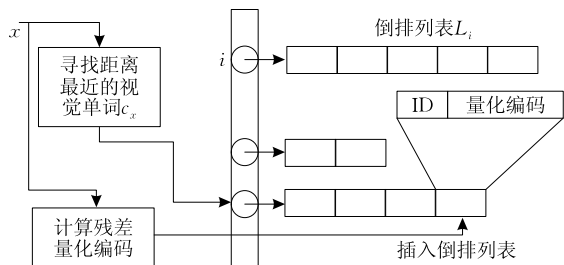 x
寻找距离
最近的视
觉单词cₓ
i
倒排列表Lᵢ
ID 量化编码
计算残差
量化编码
插入倒排列表